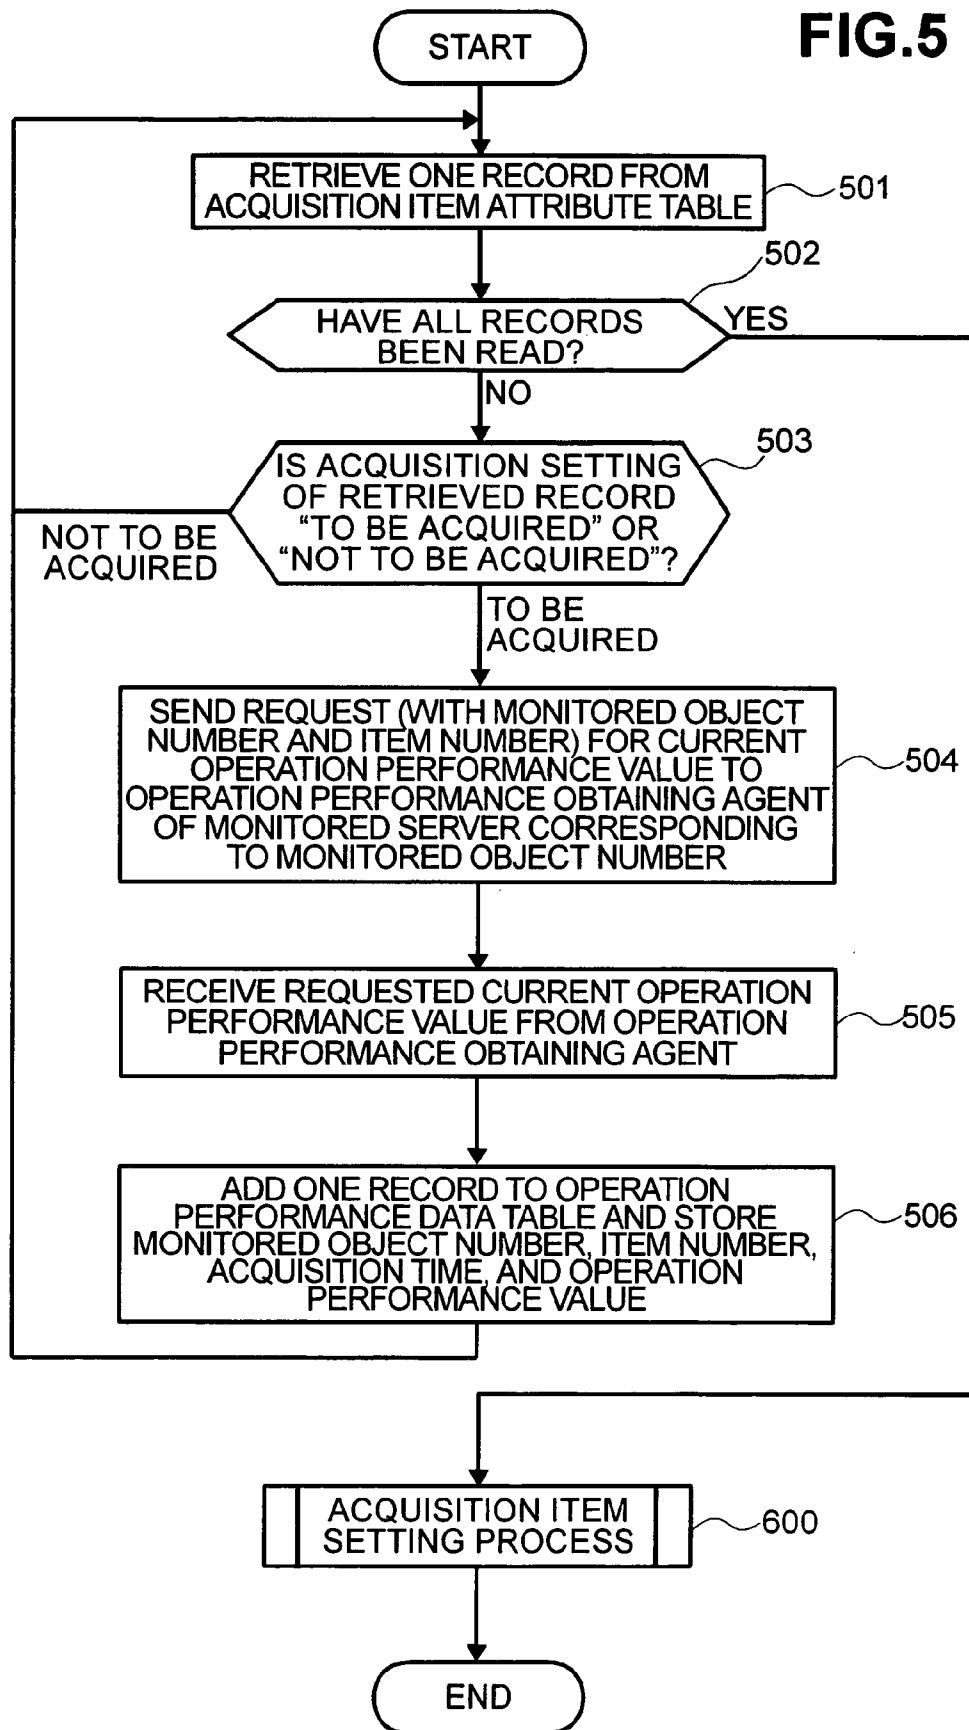 FIG.5
START
RETRIEVE ONE RECORD FROM
ACQUISITION ITEM ATTRIBUTE TABLE
501
502
HAVE ALL RECORDS
BEEN READ?
YES
NO
503
IS ACQUISITION SETTING
OF RETRIEVED RECORD
“TO BE ACQUIRED” OR
“NOT TO BE ACQUIRED”?
NOT TO BE
ACQUIRED
TO BE
ACQUIRED
SEND REQUEST (WITH MONITORED OBJECT
NUMBER AND ITEM NUMBER) FOR CURRENT
OPERATION PERFORMANCE VALUE TO
OPERATION PERFORMANCE OBTAINING AGENT
OF MONITORED SERVER CORRESPONDING
TO MONITORED OBJECT NUMBER
504
RECEIVE REQUESTED CURRENT OPERATION
PERFORMANCE VALUE FROM OPERATION
PERFORMANCE OBTAINING AGENT
505
ADD ONE RECORD TO OPERATION
PERFORMANCE DATA TABLE AND STORE
MONITORED OBJECT NUMBER, ITEM NUMBER,
ACQUISITION TIME, AND OPERATION
PERFORMANCE VALUE
506
ACQUISITION ITEM
SETTING PROCESS
600
END